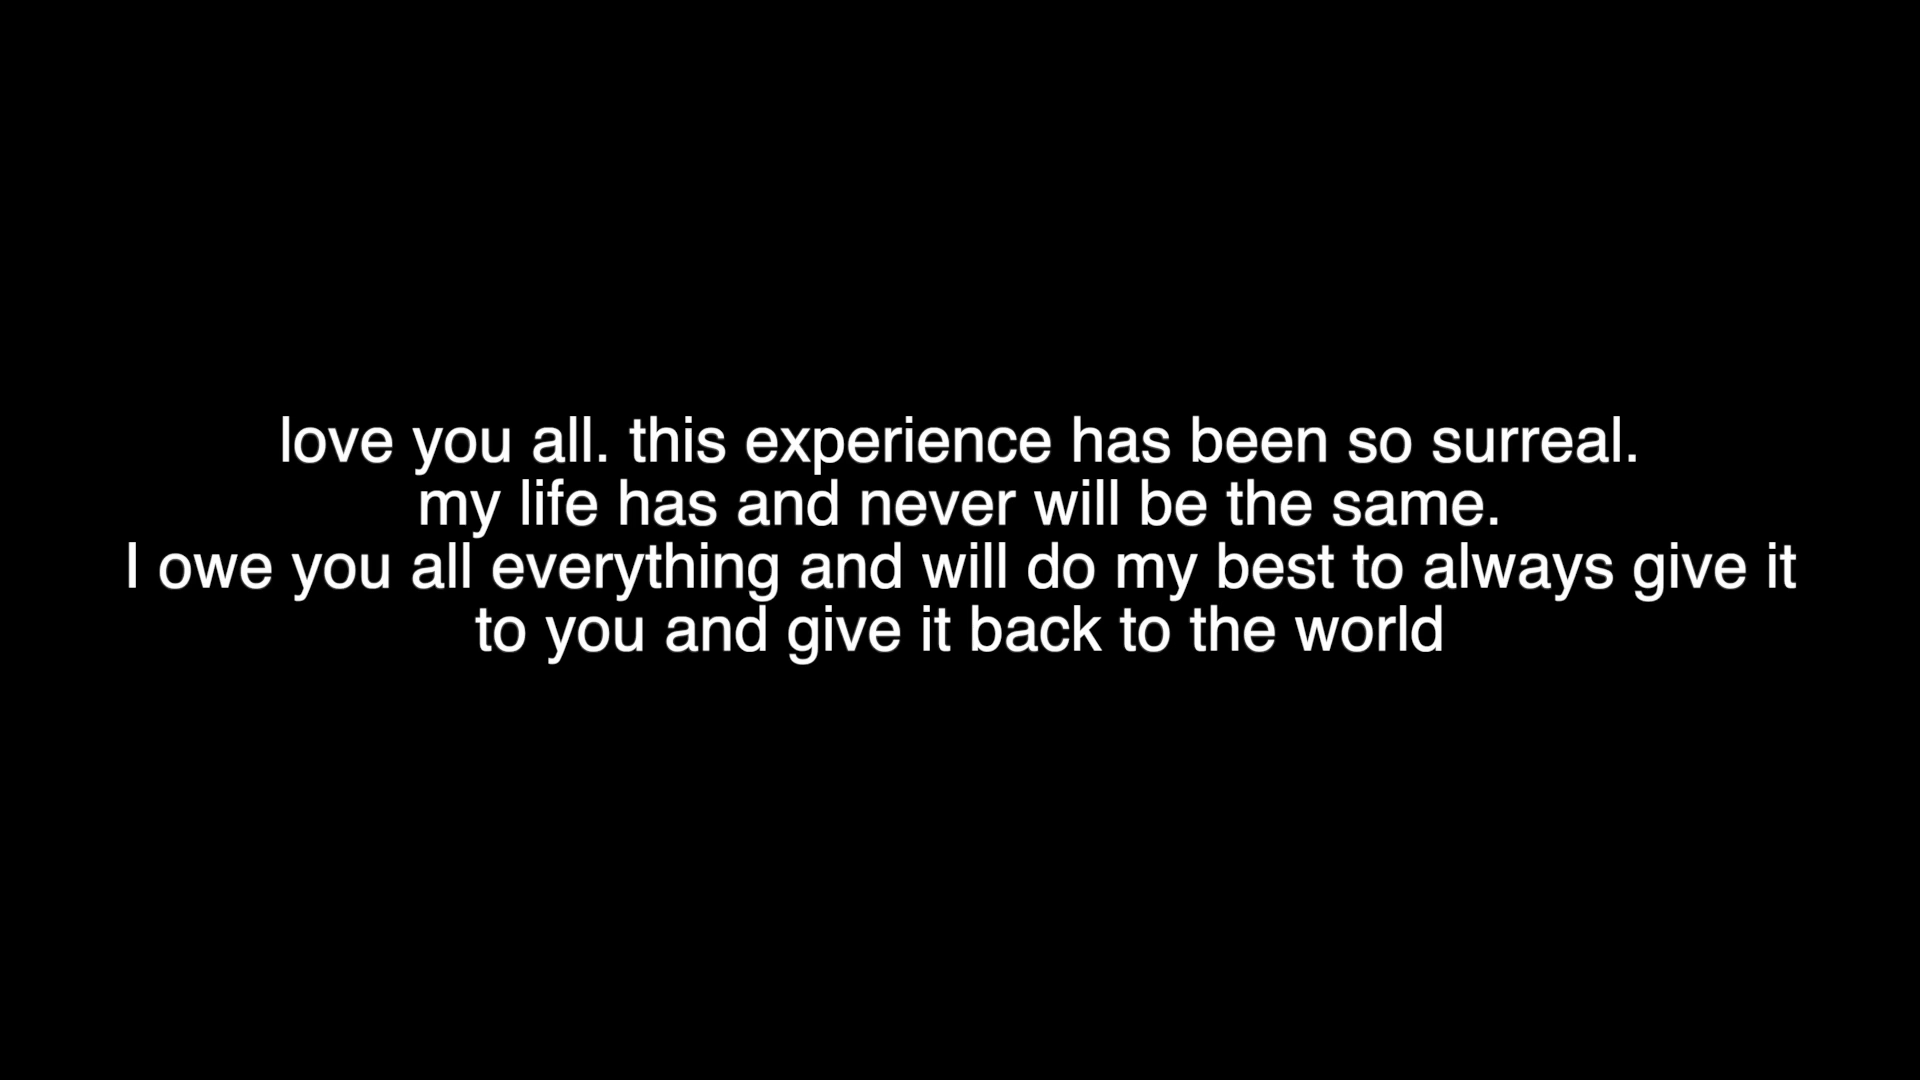 love you all. this experience has been so surreal.
my life has and never will be the same.
I owe you all everything and will do my best to always give it
to you and give it back to the world